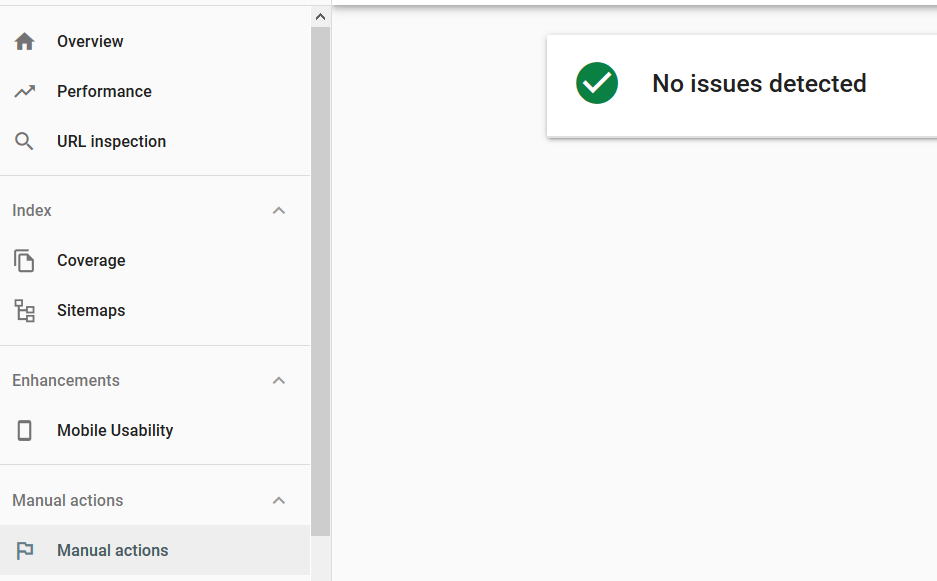 Overview
Performance
URL inspection
Index
Coverage
Sitemaps
Enhancements
Mobile Usability
Manual actions
Manual actions
No issues detected